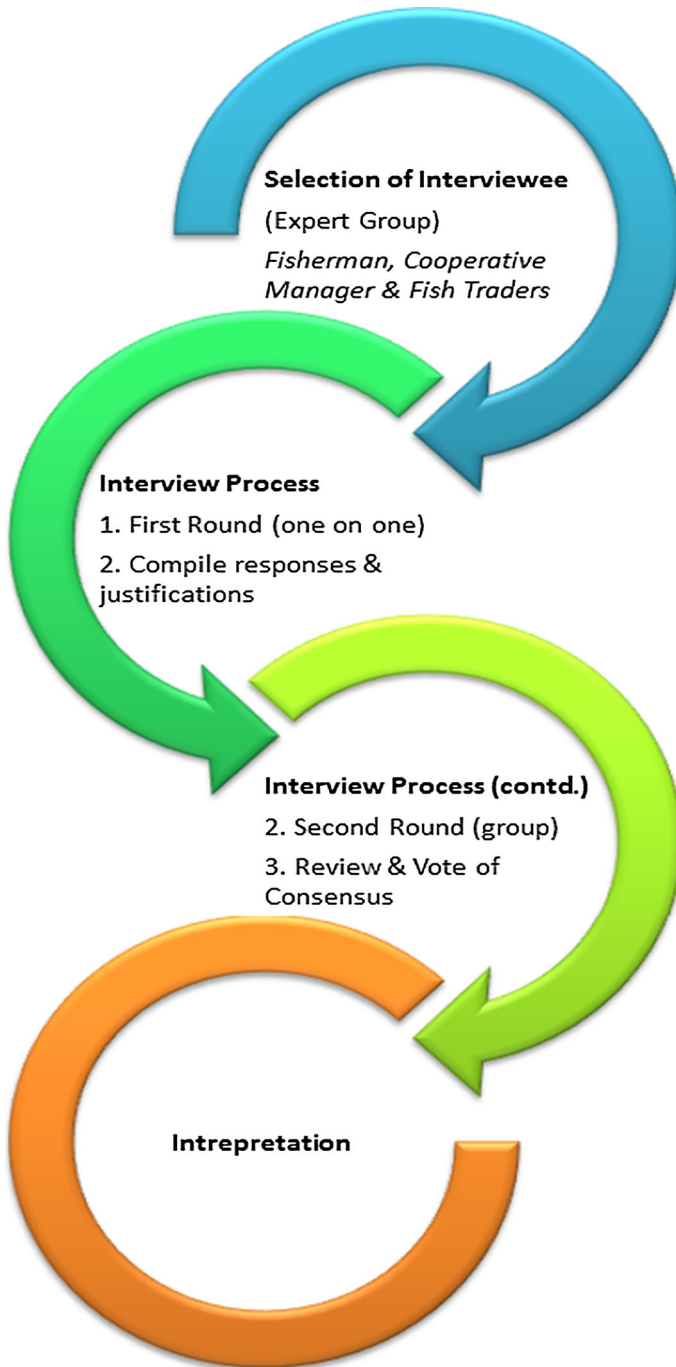 Selection of Interviewee
(Expert Group)
Fisherman, Cooperative
Manager & Fish Traders
Interview Process
1. First Round (one on one)
2. Compile responses &
justifications
Interview Process (contd.)
2. Second Round (group)
3. Review & Vote of
Consensus
Intrepretation